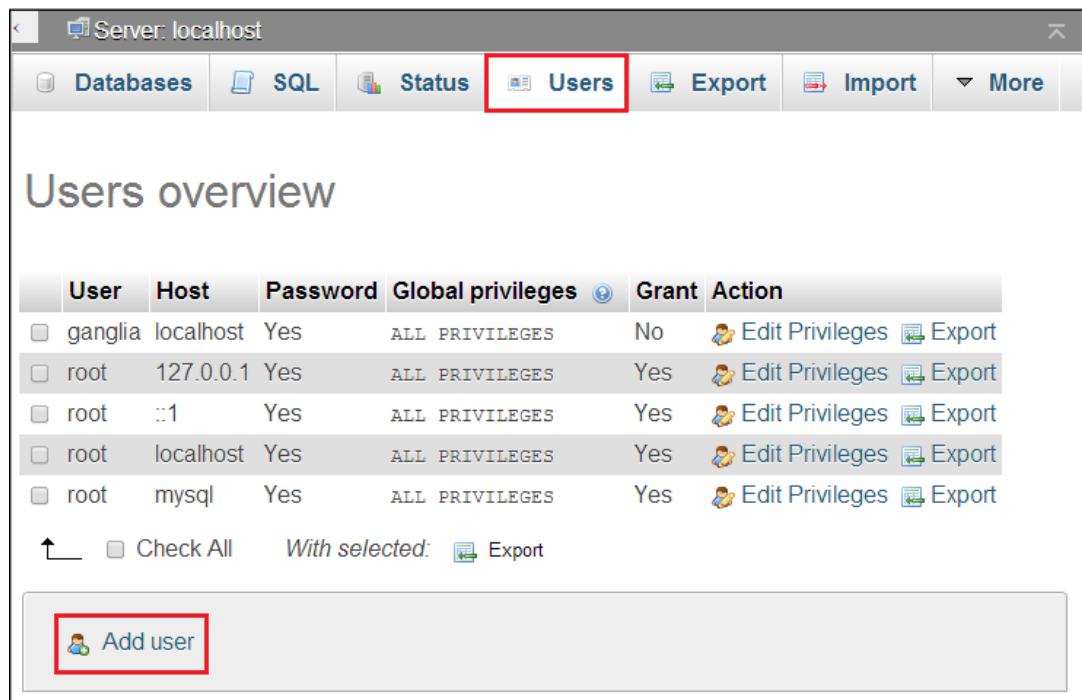 Server: localhost
Databases SQL Status Users Export Import More
Users overview
User Host Password Global privileges Grant Action
ganglia localhost Yes ALL PRIVILEGES No Edit Privileges Export
root 127.0.0.1 Yes ALL PRIVILEGES Yes Edit Privileges Export
root ::1 Yes ALL PRIVILEGES Yes Edit Privileges Export
root localhost Yes ALL PRIVILEGES Yes Edit Privileges Export
root mysql Yes ALL PRIVILEGES Yes Edit Privileges Export
Check All With selected: Export
Add user